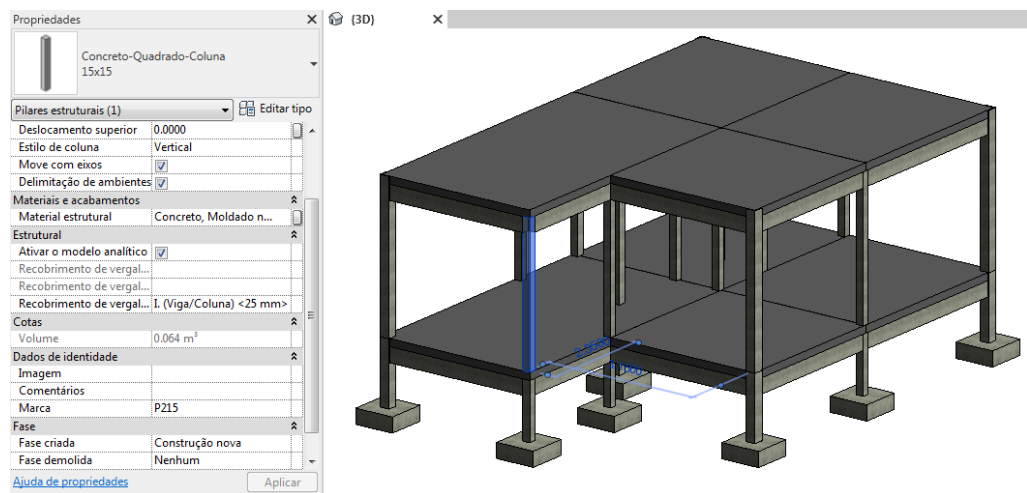 Propriedades
{3D}
Concreto-Quadrado-Coluna
15x15
Pilares estruturais (1)
Editar tipo
Deslocamento superior 0.0000
Estilo de coluna Vertical
Move com eixos
Delimitação de ambientes
Materiais e acabamentos
Material estrutural Concreto, Moldado n...
Estrutural
Ativar o modelo analítico
Recobrimento de vergal...
Recobrimento de vergal...
Recobrimento de vergal... I. (Viga/Coluna) <25 mm>
Cotas
Volume 0.064 m³
Dados de identidade
Imagem
Comentários
Marca P215
Fase
Fase criada Construção nova
Fase demolida Nenhum
Ajuda de propriedades
Aplicar